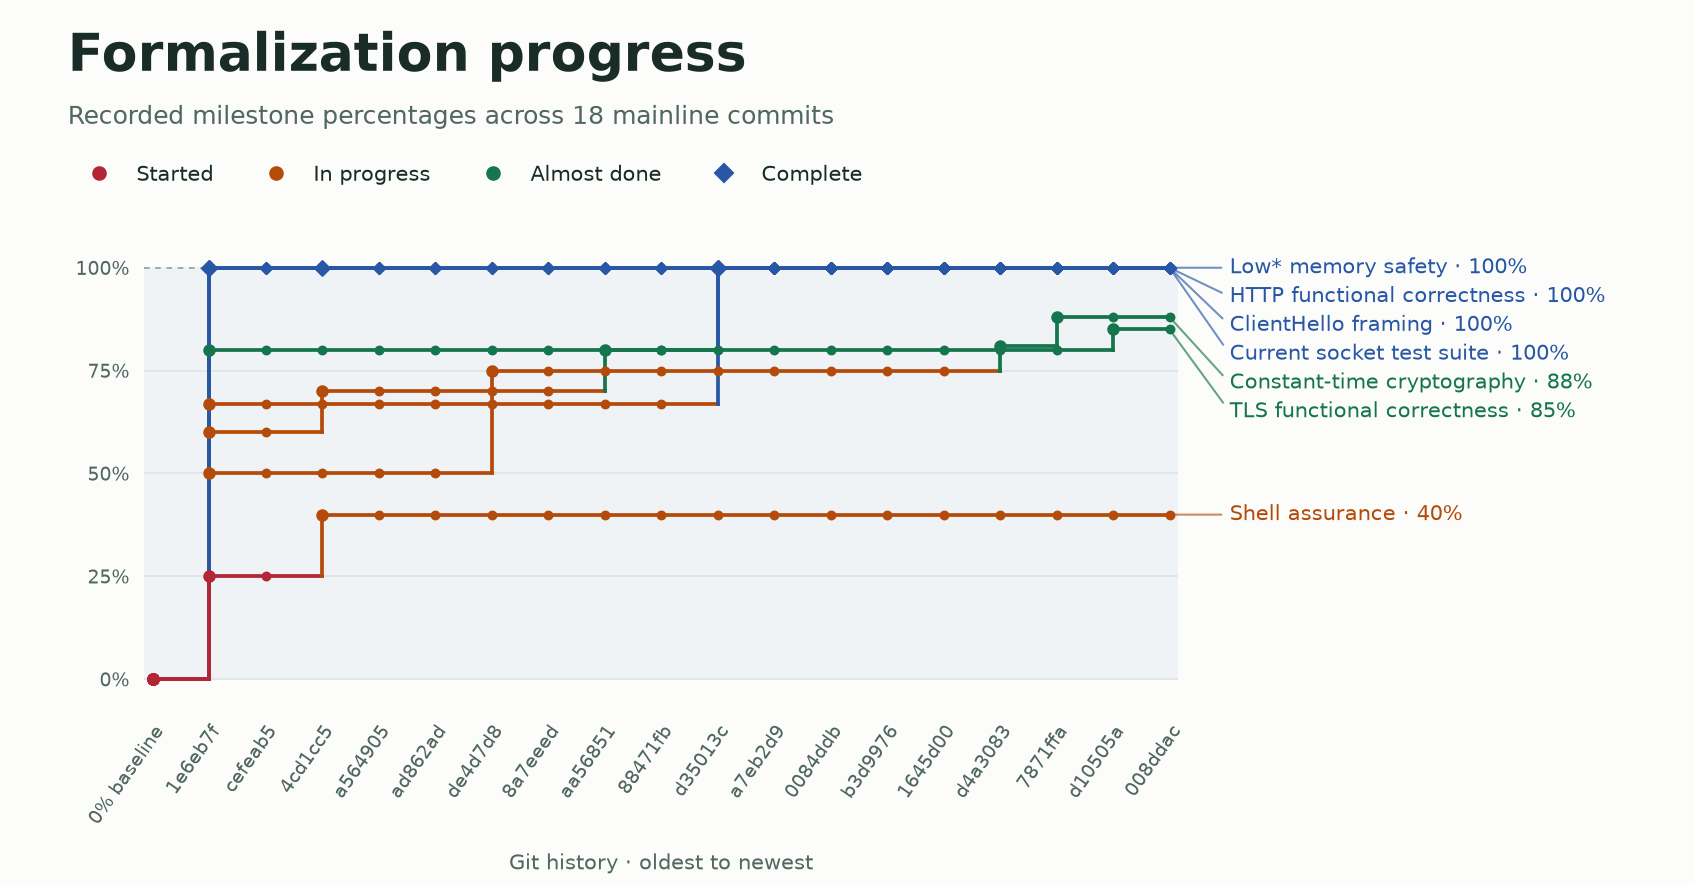 Formalization progress
Recorded milestone percentages across 18 mainline commits
Started
In progress
Almost done
Complete
100%
75%
50%
25%
0%
Low* memory safety · 100%
HTTP functional correctness · 100%
ClientHello framing · 100%
Current socket test suite · 100%
Constant-time cryptography · 88%
TLS functional correctness · 85%
Shell assurance · 40%
0% baseline
1e6eb7f
cefeab5
4cd1cc5
a564905
ad862ad
de4d7d8
8a7eeed
aa56851
88471fb
d35013c
a7eb2d9
0084ddb
b3d9976
1645d00
d4a3083
7871ffa
d10505a
008ddac
Git history · oldest to newest